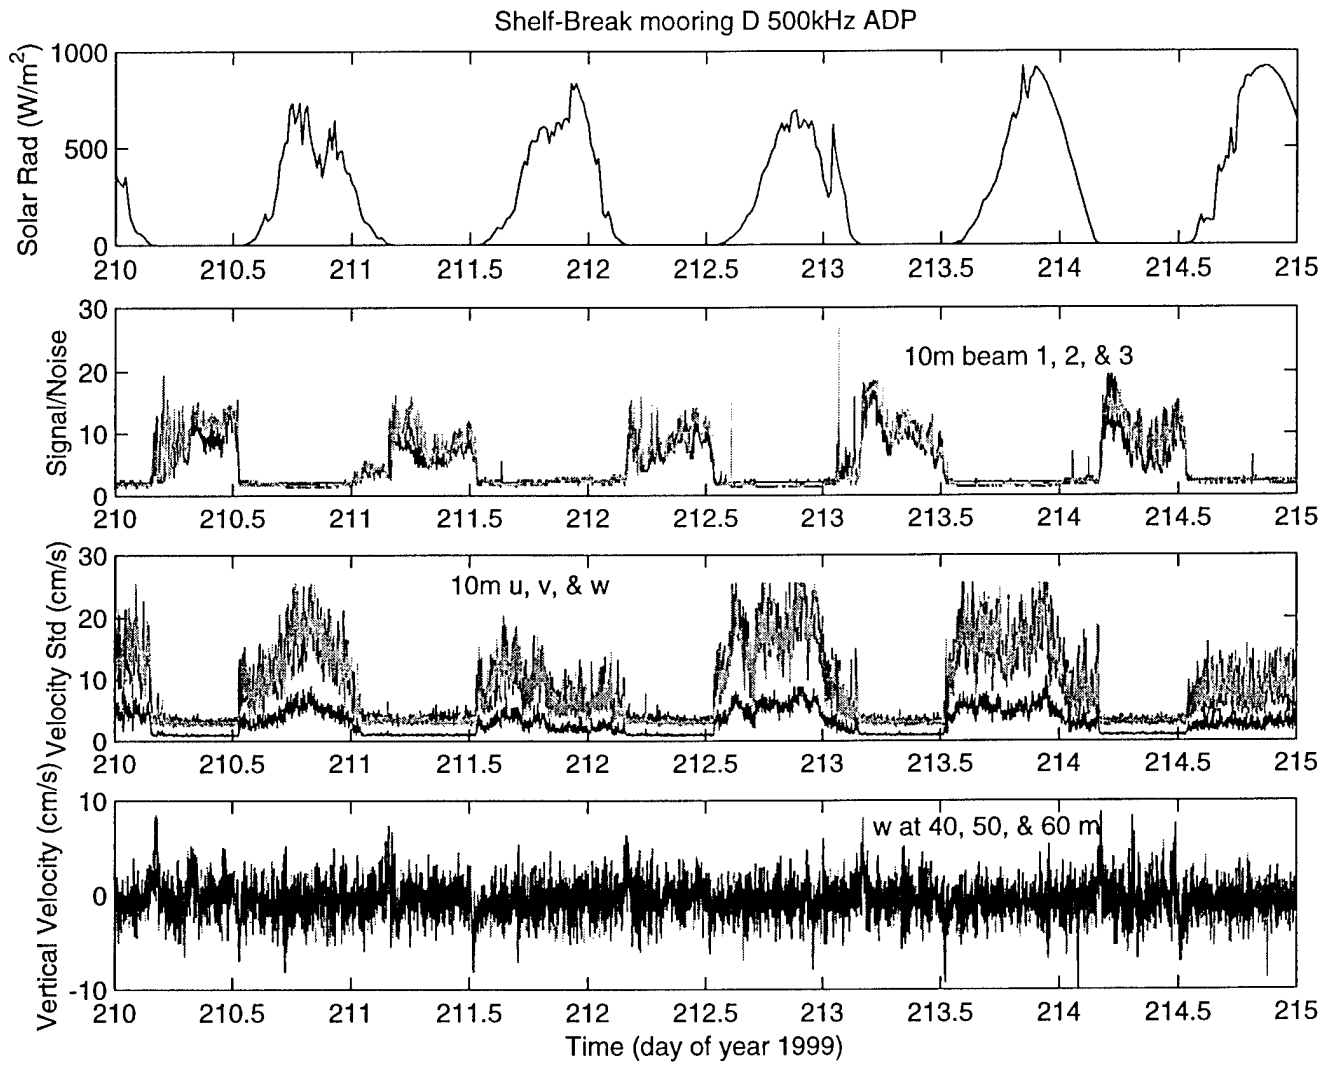 Shelf-Break mooring D 500kHz ADP
Solar Rad (W/m²)
1000
500
0
210 210.5 211 211.5 212 212.5 213 213.5 214 214.5 215
Signal/Noise
30
20
10
0
10m beam 1, 2, & 3
210 210.5 211 211.5 212 212.5 213 213.5 214 214.5 215
Velocity Std (cm/s)
30
20
10
0
10m u, v, & w
210 210.5 211 211.5 212 212.5 213 213.5 214 214.5 215
Vertical Velocity (cm/s)
10
0
-10
w at 40, 50, & 60 m
210 210.5 211 211.5 212 212.5 213 213.5 214 214.5 215
Time (day of year 1999)